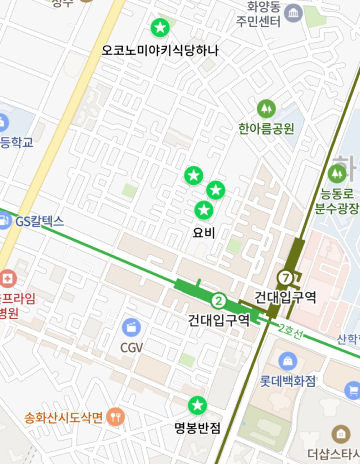 화양동
주민센터
오코노미야키식당하나
한아름공원
등학교
능동로
분수광장
화
GS칼텍스
요비
7
건대입구역
2
건대입구역
2호선
프라임
병원
CGV
롯데백화점
송화산시도삭면
명봉반점
더샵스타시